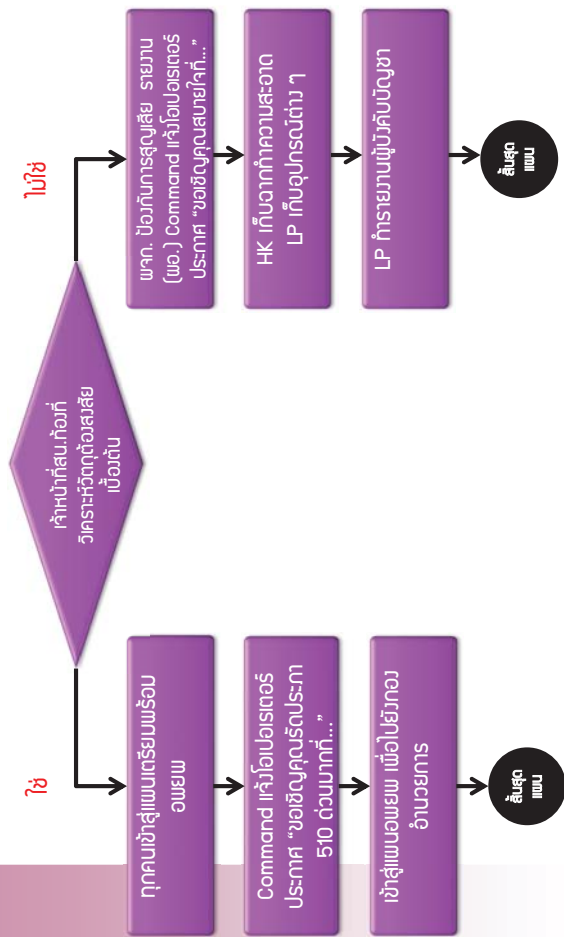 เจ้าหน้าที่สน.ท้องที่
วิเคราะห์วัตถุต้องสงสัย
เบื้องต้น
ใช่
ทุกคนเข้าสู่แผนเตรียมพร้อม
อพยพ
Command แจ้งโอเปอเรเตอร์
ประกาศ “ขอเชิญคุณรัดประภา
510 ด่วนมากที่...”
เข้าสู่แผนอพยพ เพื่อไปยังกอง
อำนวยการ
สิ้นสุด
แผน
ไม่ใช่
ผจก. ป้องกันการสูญเสีย รายงาน
(ผอ.) Command แจ้งโอเปอเรเตอร์
ประกาศ “ขอเชิญคุณสบายใจที่...”
HK เก็บฉากทำความสะอาด
LP เก็บอุปกรณ์ต่าง ๆ
LP ทำรายงานผู้บังคับบัญชา
สิ้นสุด
แผน